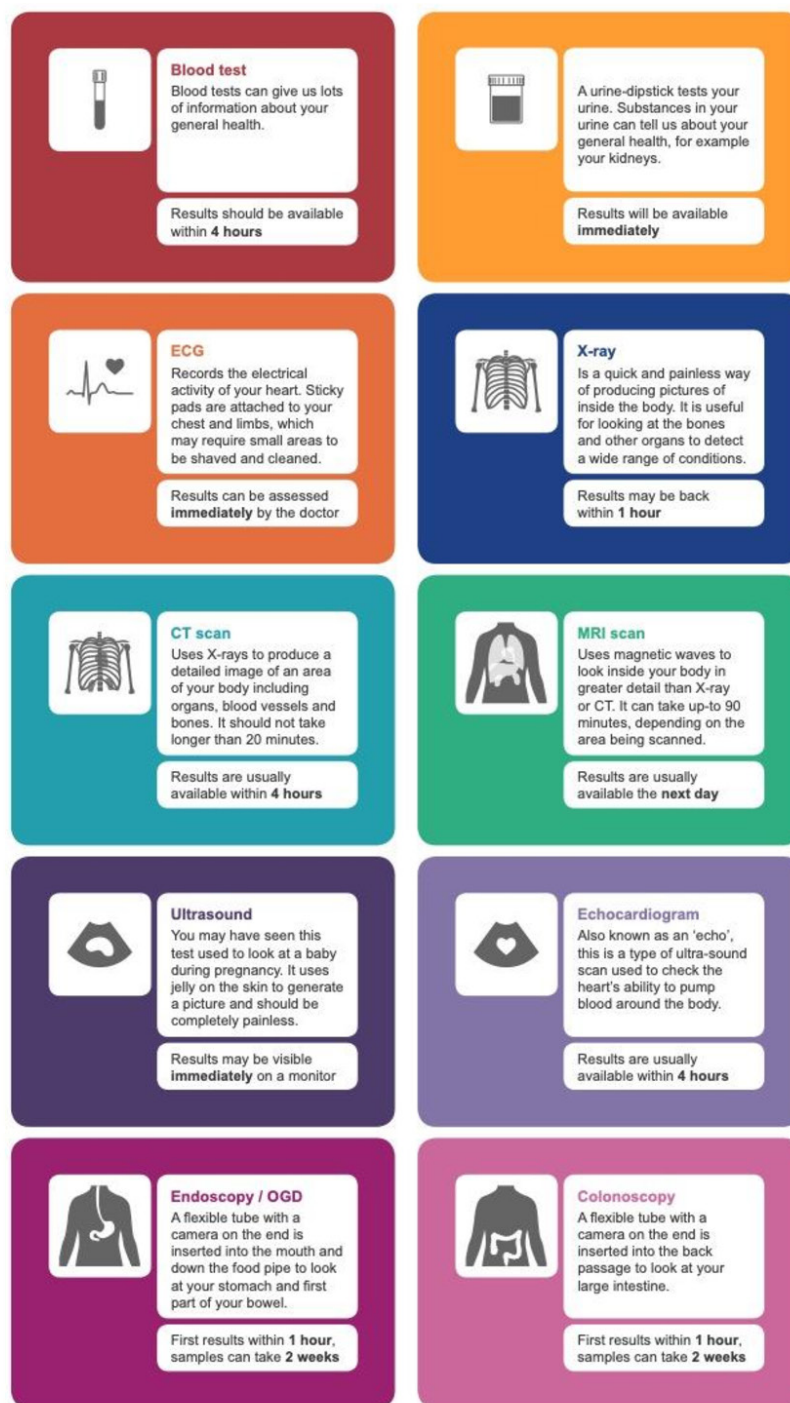 Blood test
Blood tests can give us lots
of information about your
general health.
Results should be available
within 4 hours
A urine-dipstick tests your
urine. Substances in your
urine can tell us about your
general health, for example
your kidneys.
Results will be available
immediately
ECG
Records the electrical
activity of your heart. Sticky
pads are attached to your
chest and limbs, which
may require small areas to
be shaved and cleaned.
Results can be assessed
immediately by the doctor
X-ray
Is a quick and painless way
of producing pictures of
inside the body. It is useful
for looking at the bones
and other organs to detect
a wide range of conditions.
Results may be back
within 1 hour
CT scan
Uses X-rays to produce a
detailed image of an area
of your body including
organs, blood vessels and
bones. It should not take
longer than 20 minutes.
Results are usually
available within 4 hours
MRI scan
Uses magnetic waves to
look inside your body in
greater detail than X-ray
or CT. It can take up-to 90
minutes, depending on the
area being scanned.
Results are usually
available the next day
Ultrasound
You may have seen this
test used to look at a baby
during pregnancy. It uses
jelly on the skin to generate
a picture and should be
completely painless.
Results may be visible
immediately on a monitor
Echocardiogram
Also known as an ‘echo’,
this is a type of ultra-sound
scan used to check the
heart’s ability to pump
blood around the body.
Results are usually
available within 4 hours
Endoscopy / OGD
A flexible tube with a
camera on the end is
inserted into the mouth and
down the food pipe to look
at your stomach and first
part of your bowel.
First results within 1 hour,
samples can take 2 weeks
Colonoscopy
A flexible tube with a
camera on the end is
inserted into the back
passage to look at your
large intestine.
First results within 1 hour,
samples can take 2 weeks